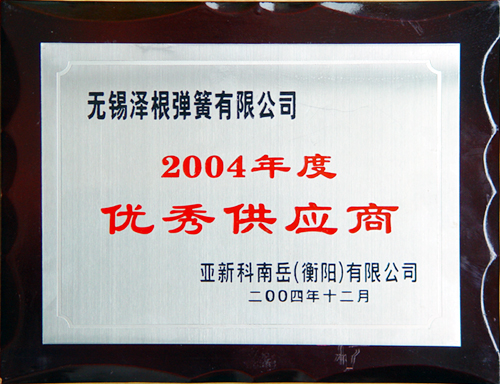 无锡泽根弹簧有限公司
2004年度
优秀供应商
亚新科南岳(衡阳)有限公司
二00四年十二月